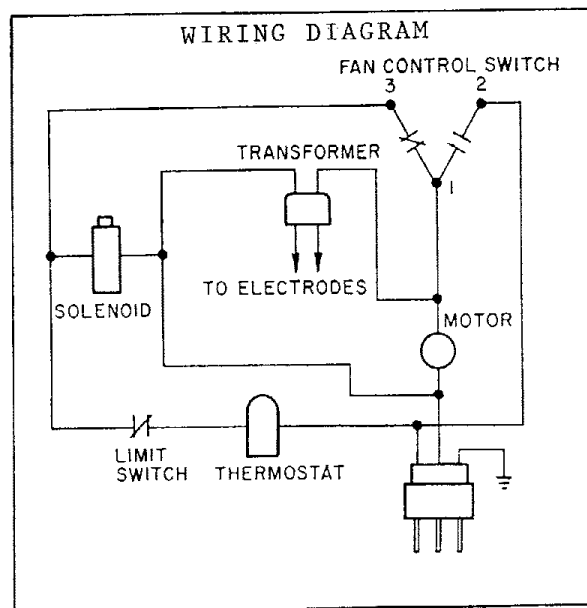 WIRING DIAGRAM
FAN CONTROL SWITCH
3
2
TRANSFORMER
1
TO ELECTRODES
SOLENOID
MOTOR
LIMIT
SWITCH
THERMOSTAT